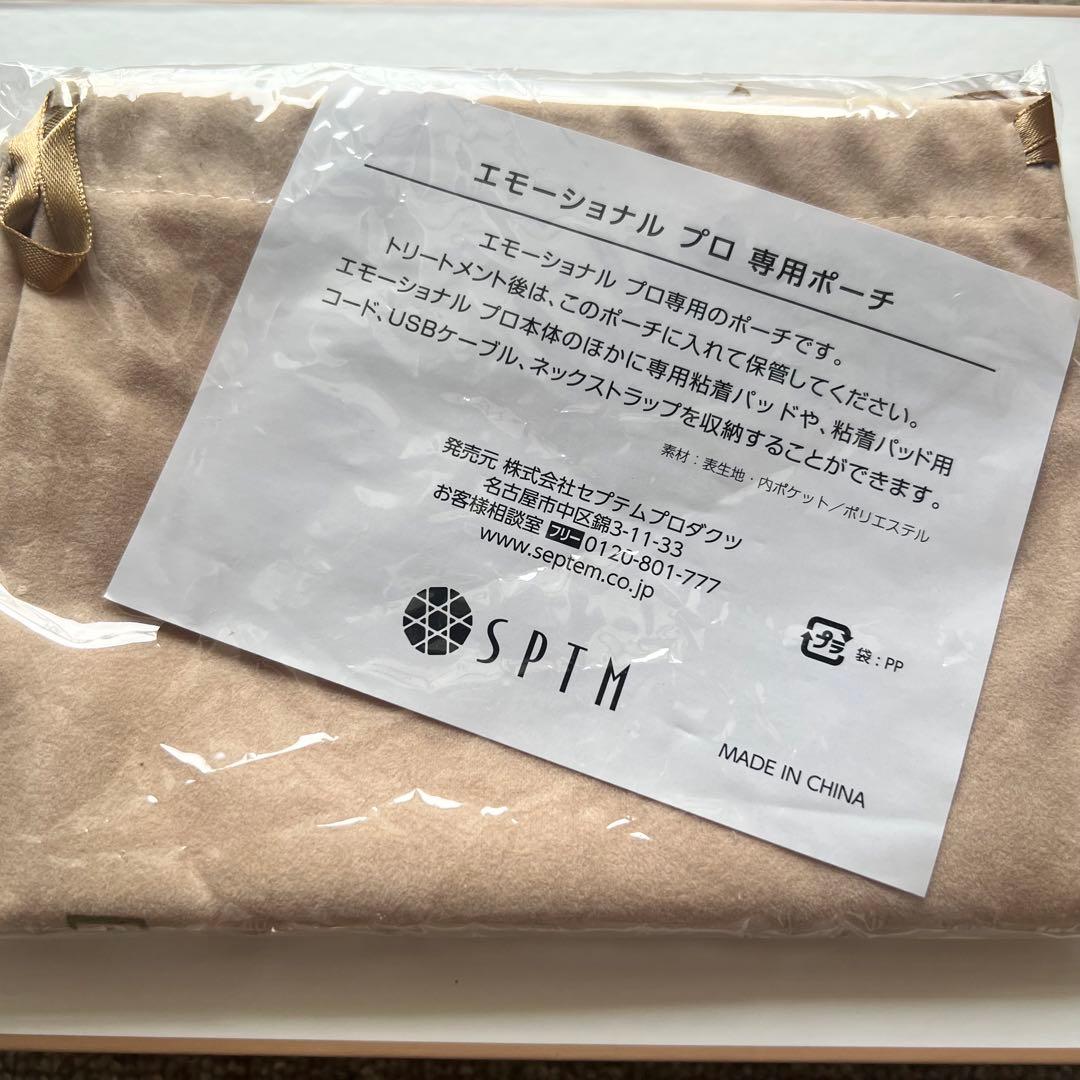 エモーショナル プロ 専用ポーチ
エモーショナル プロ専用のポーチです。
トリートメント後は、このポーチに入れて保管してください。
エモーショナル プロ本体のほかに専用粘着パッドや、粘着パッド用
コード、USBケーブル、ネックストラップを収納することができます。
素材：表生地・内ポケット／ポリエステル
発売元 株式会社セプテムプロダクツ
名古屋市中区錦3-11-33
お客様相談室 フリー 0120-801-777
www.septem.co.jp
SPTM
プラ 袋：PP
MADE IN CHINA